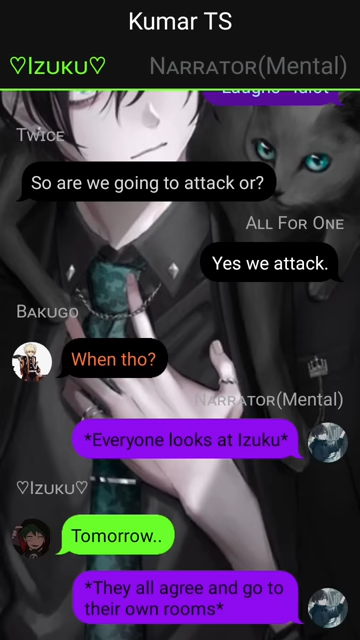 Kumar TS
♡Izuku♡
Narrator(Mental)
*Laughs* Idiot
Twice
So are we going to attack or?
All For One
Yes we attack.
Bakugo
When tho?
Narrator(Mental)
*Everyone looks at Izuku*
♡Izuku♡
Tomorrow..
*They all agree and go to
their own rooms*